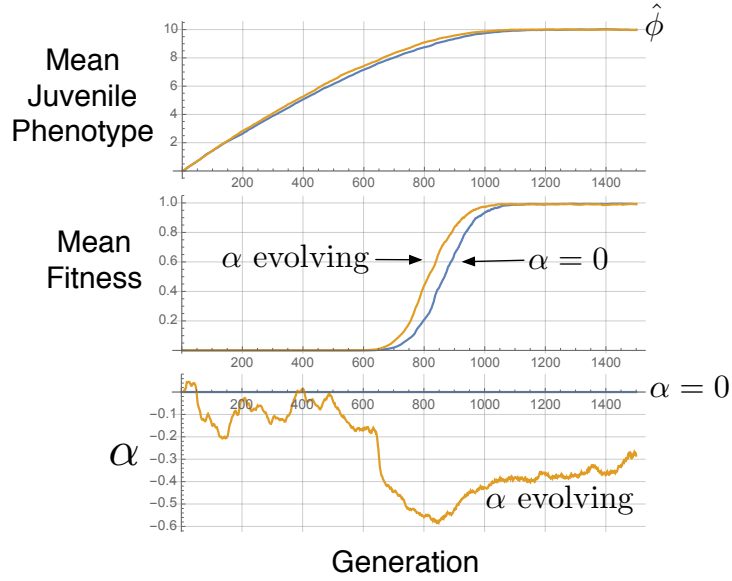 10
8
6
4
2
Mean
Juvenile
Phenotype
ϕ̂
200 400 600 800 1000 1200 1400
1.0
0.8
0.6
0.4
0.2
Mean
Fitness
α evolving
α = 0
200 400 600 800 1000 1200 1400
α = 0
200 400 600 800 1000 1200 1400
−0.1
−0.2
−0.3
−0.4
−0.5
−0.6
α
α evolving
Generation